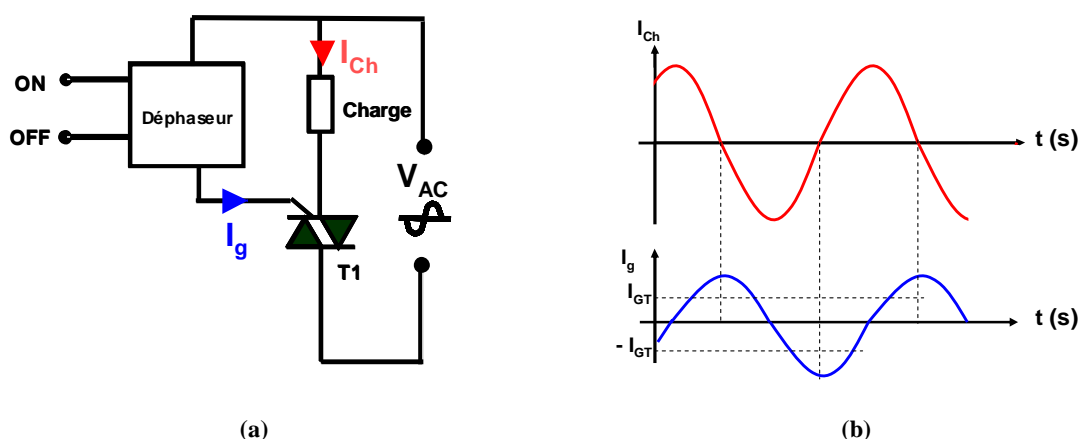 ON
OFF
Déphaseur
I_Ch
Charge
V_AC
I_g
T1
(a)
I_Ch
t (s)
I_g
I_GT
t (s)
- I_GT
(b)